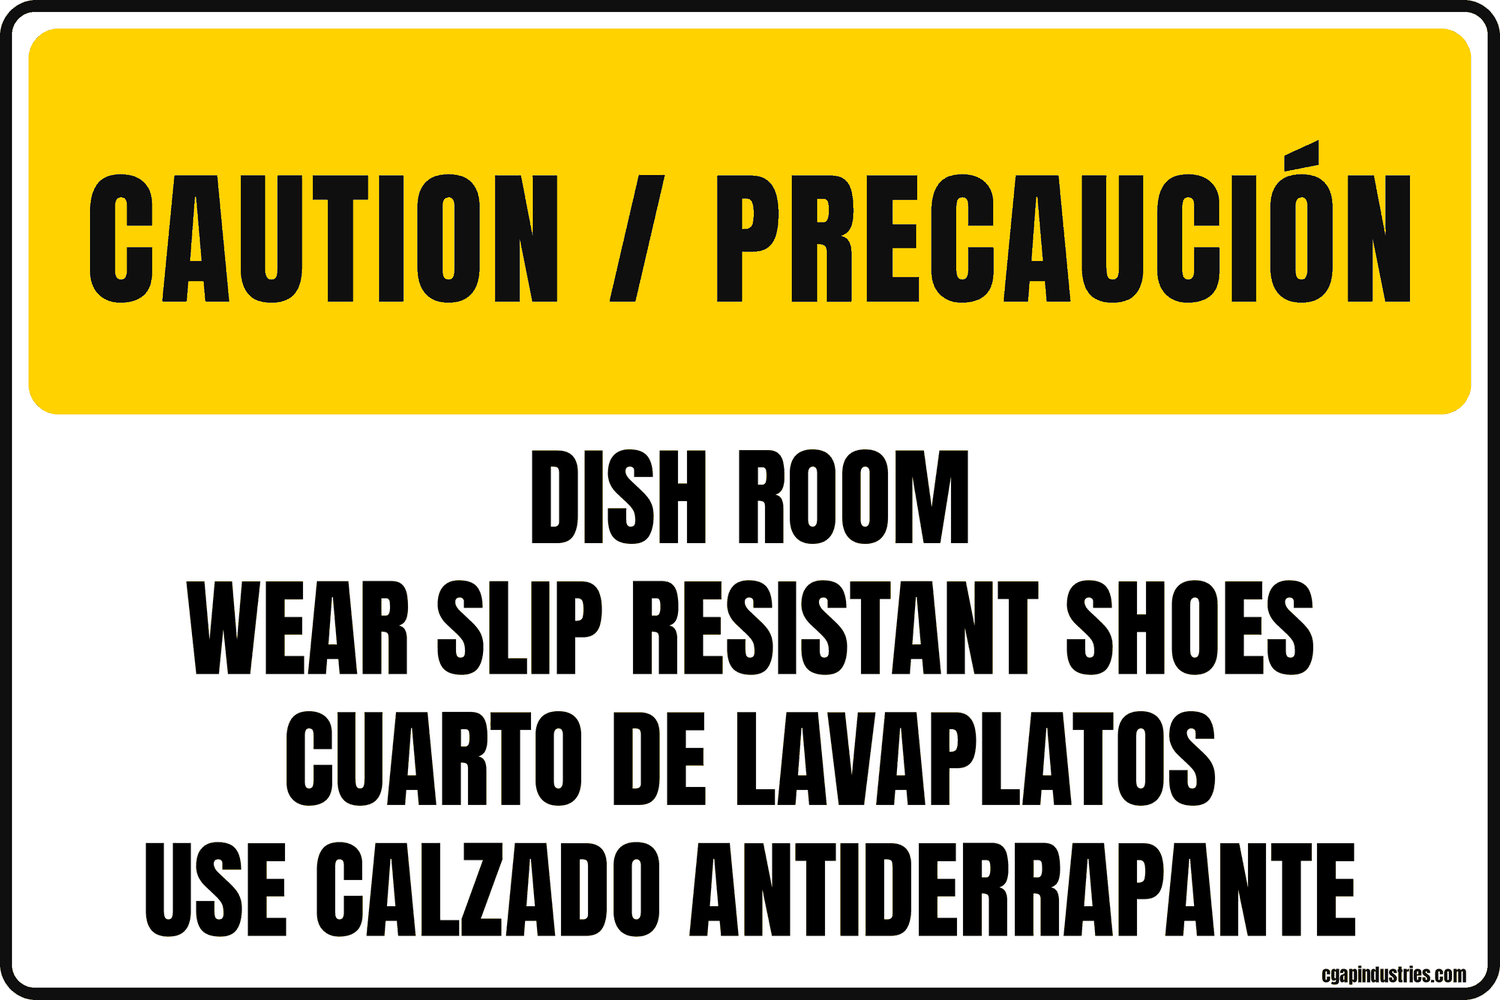 CAUTION / PRECAUCIÓN
DISH ROOM
WEAR SLIP RESISTANT SHOES
CUARTO DE LAVAPLATOS
USE CALZADO ANTIDERRAPANTE
cgapindustries.com